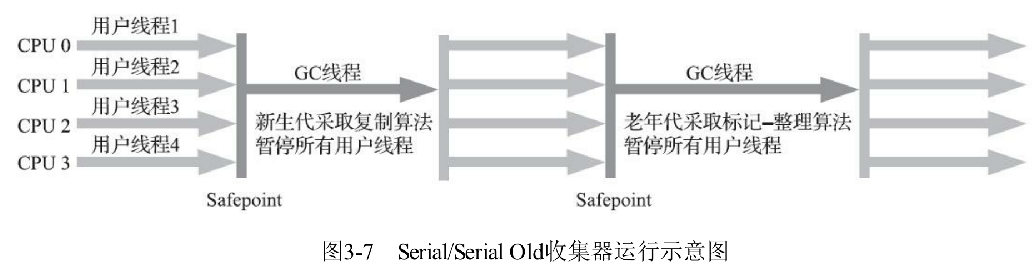 用户线程1
CPU 0
用户线程2
CPU 1
用户线程3
CPU 2
用户线程4
CPU 3
GC线程
新生代采取复制算法
暂停所有用户线程
Safepoint
GC线程
老年代采取标记–整理算法
暂停所有用户线程
Safepoint
图3-7 Serial/Serial Old收集器运行示意图